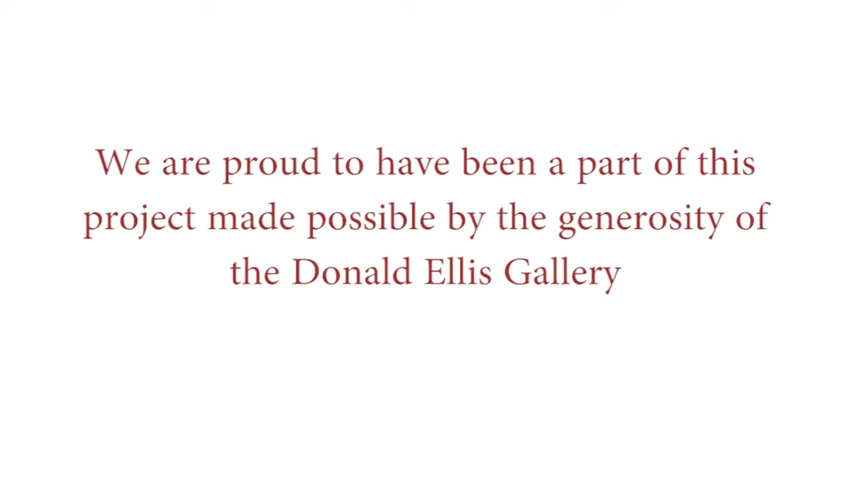 We are proud to have been a part of this
project made possible by the generosity of
the Donald Ellis Gallery